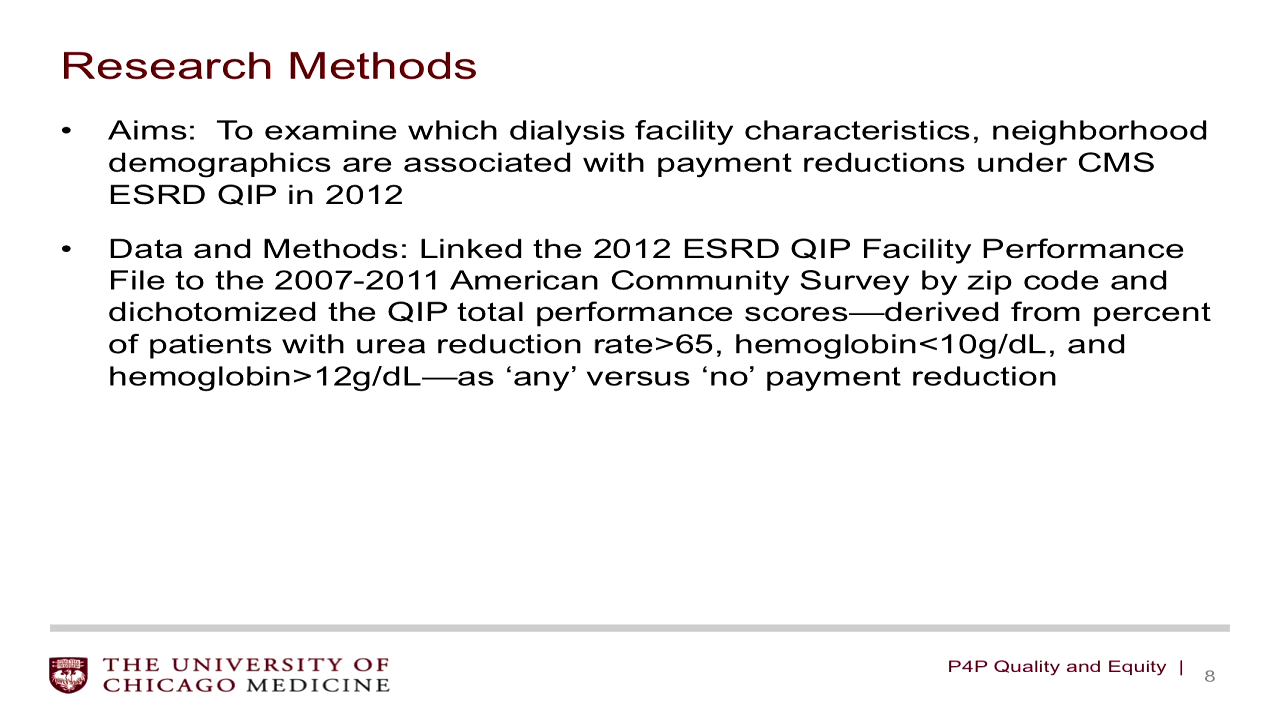 Research Methods
• Aims:  To examine which dialysis facility characteristics, neighborhood
demographics are associated with payment reductions under CMS
ESRD QIP in 2012
• Data and Methods: Linked the 2012 ESRD QIP Facility Performance
File to the 2007-2011 American Community Survey by zip code and
dichotomized the QIP total performance scores—derived from percent
of patients with urea reduction rate>65, hemoglobin<10g/dL, and
hemoglobin>12g/dL—as ‘any’ versus ‘no’ payment reduction
THE UNIVERSITY OF
CHICAGO MEDICINE
P4P Quality and Equity |
8